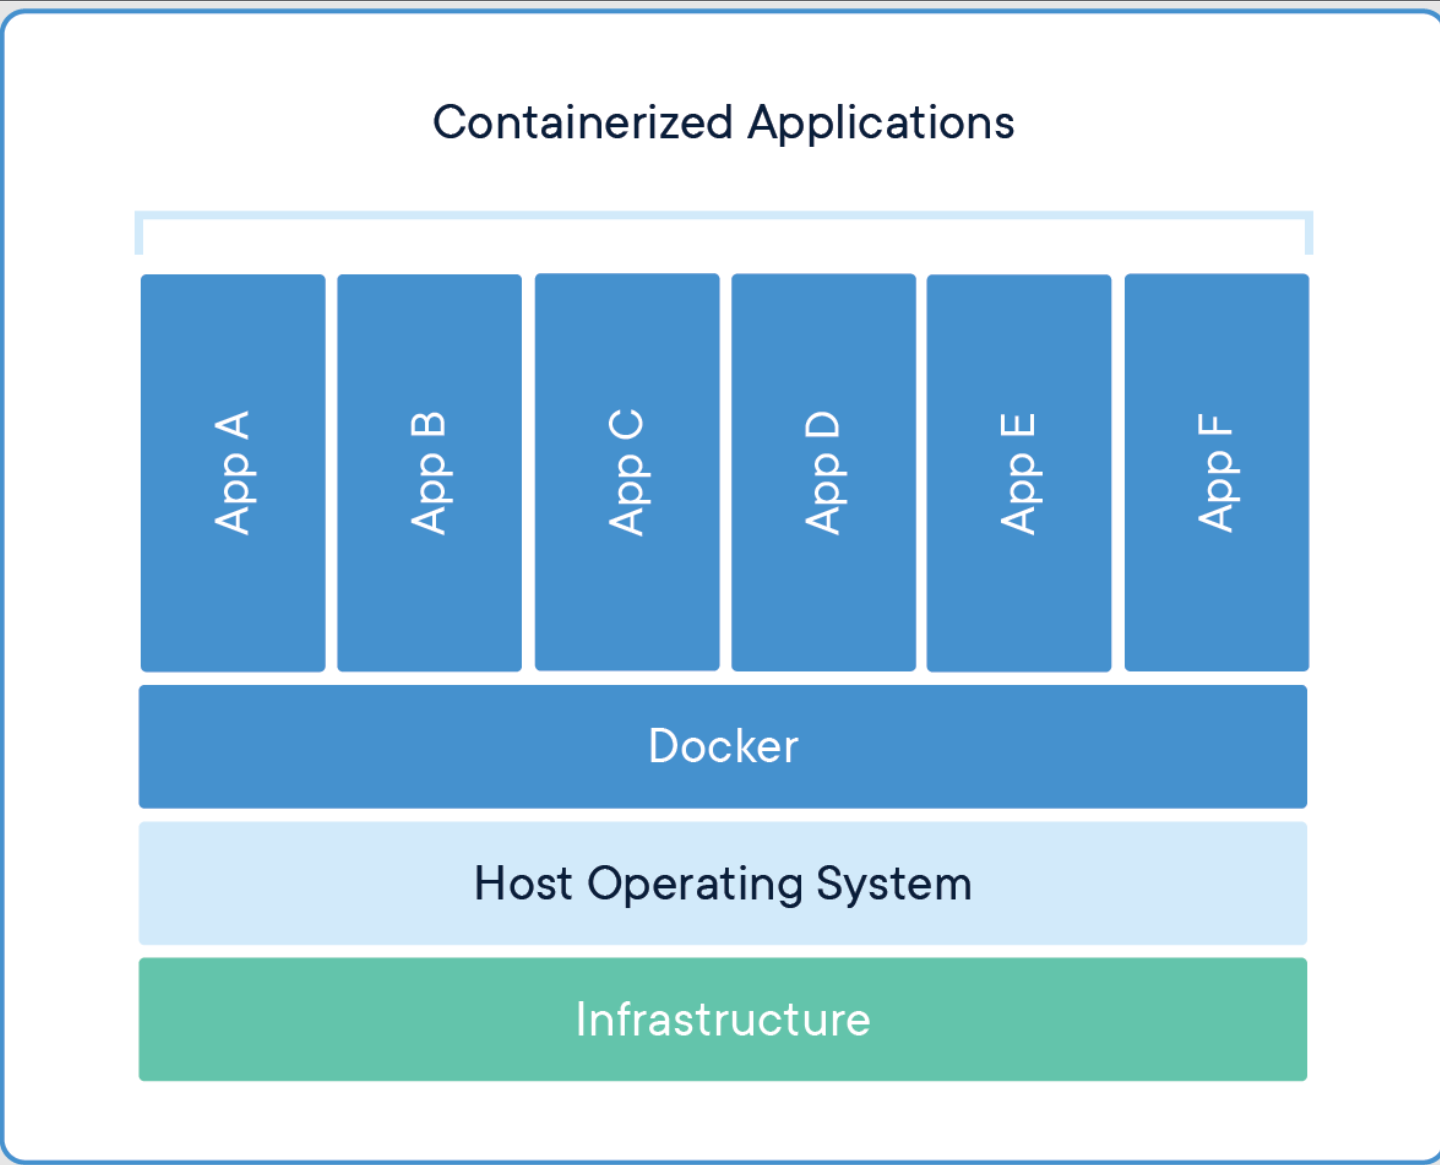 Containerized Applications
App A
App B
App C
App D
App E
App F
Docker
Host Operating System
Infrastructure